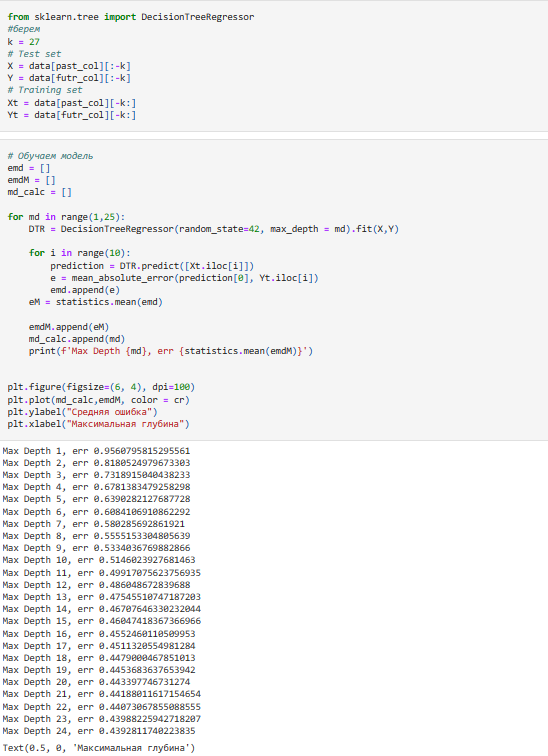 from sklearn.tree import DecisionTreeRegressor
#берем
k = 27
# Test set
X = data[past_col][:-k]
Y = data[futr_col][:-k]
# Training set
Xt = data[past_col][-k:]
Yt = data[futr_col][-k:]
# Обучаем модель
emd = []
emdM = []
md_calc = []
for md in range(1,25):
    DTR = DecisionTreeRegressor(random_state=42, max_depth = md).fit(X,Y)
    for i in range(10):
        prediction = DTR.predict([Xt.iloc[i]])
        e = mean_absolute_error(prediction[0], Yt.iloc[i])
        emd.append(e)
    eM = statistics.mean(emd)
    emdM.append(eM)
    md_calc.append(md)
    print(f'Max Depth {md}, err {statistics.mean(emdM)}')
plt.figure(figsize=(6, 4), dpi=100)
plt.plot(md_calc,emdM, color = cr)
plt.ylabel("Средняя ошибка")
plt.xlabel("Максимальная глубина")
Max Depth 1, err 0.9560795815295561
Max Depth 2, err 0.8180524979673303
Max Depth 3, err 0.7318915040438233
Max Depth 4, err 0.6781383479258298
Max Depth 5, err 0.6390282127687728
Max Depth 6, err 0.6084106910862292
Max Depth 7, err 0.580285692861921
Max Depth 8, err 0.5555153304805639
Max Depth 9, err 0.5334036769882866
Max Depth 10, err 0.5146023927681463
Max Depth 11, err 0.49917075623756935
Max Depth 12, err 0.486048672839688
Max Depth 13, err 0.47545510747187203
Max Depth 14, err 0.46707646330232044
Max Depth 15, err 0.46047418367366966
Max Depth 16, err 0.4552460110509953
Max Depth 17, err 0.4511320554981284
Max Depth 18, err 0.4479000467851013
Max Depth 19, err 0.4453683637653942
Max Depth 20, err 0.443397746731274
Max Depth 21, err 0.44188011617154654
Max Depth 22, err 0.44073067855088555
Max Depth 23, err 0.43988225942718207
Max Depth 24, err 0.4392811740223835
Text(0.5, 0, 'Максимальная глубина')